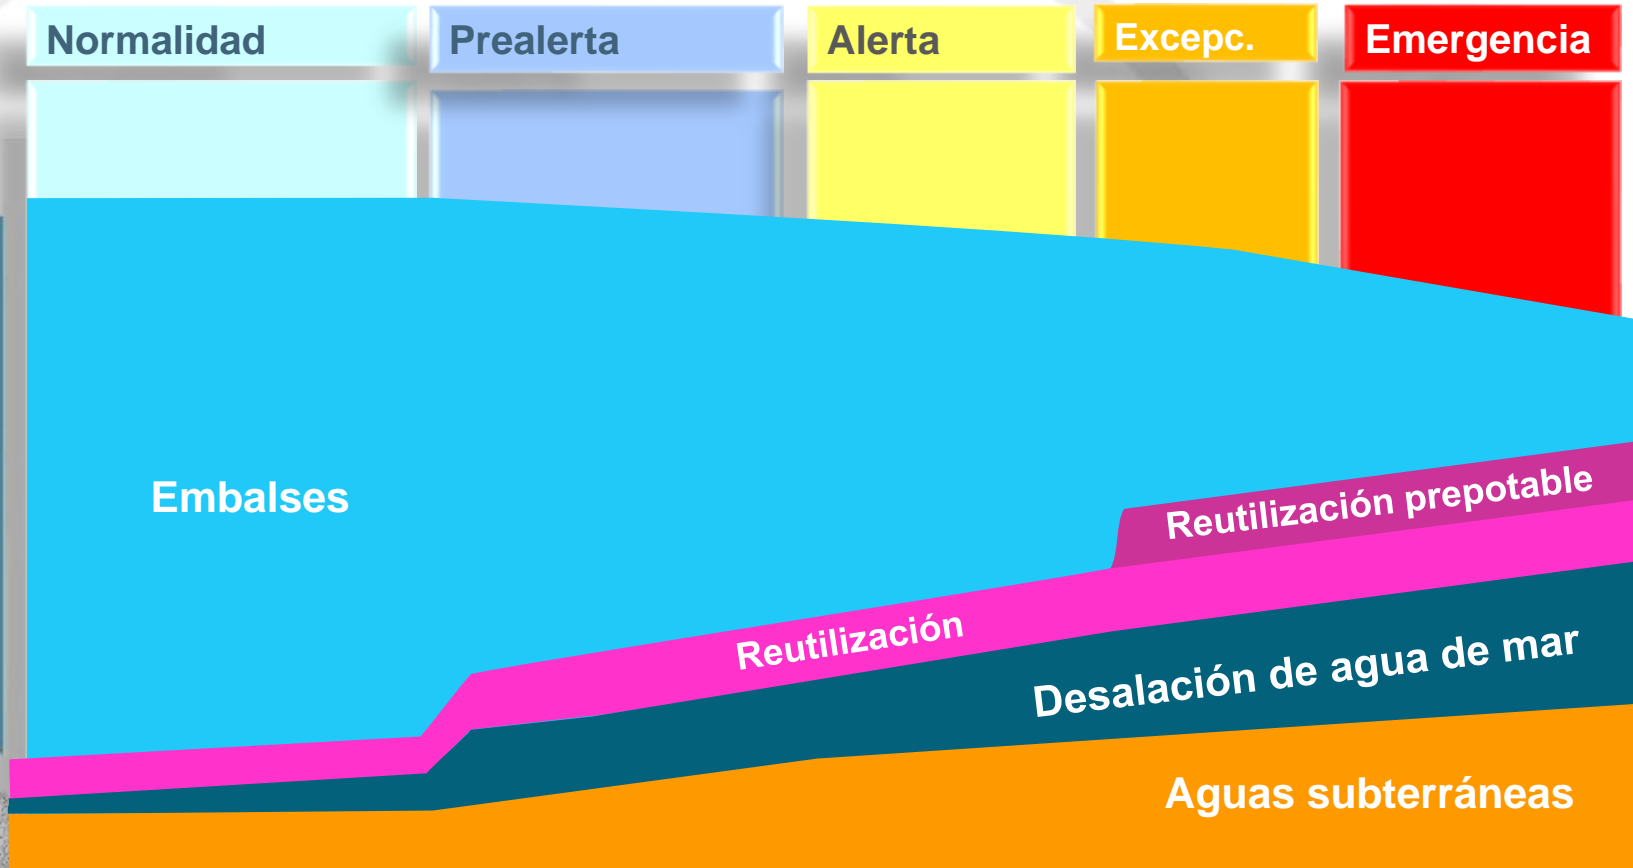 Normalidad
Prealerta
Alerta
Excepc.
Emergencia
Embalses
Reutilización prepotable
Reutilización
Desalación de agua de mar
Aguas subterráneas